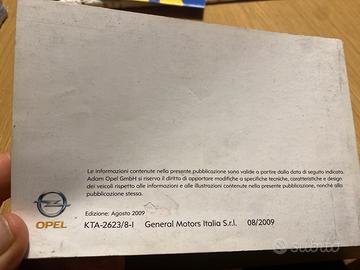 Le informazioni contenute nella presente pubblicazione sono valide a partire dalla data di seguito indicata.
Adam Opel GmbH si riserva il diritto di apportare modifiche a specifiche tecniche, caratteristiche e design
dei veicoli rispetto alle informazioni e alle illustrazioni contenute nella presente pubblicazione, nonché alla
pubblicazione stessa.
Edizione: Agosto 2009
OPEL KTA-2623/8-I General Motors Italia S.r.l. 08/2009
subito